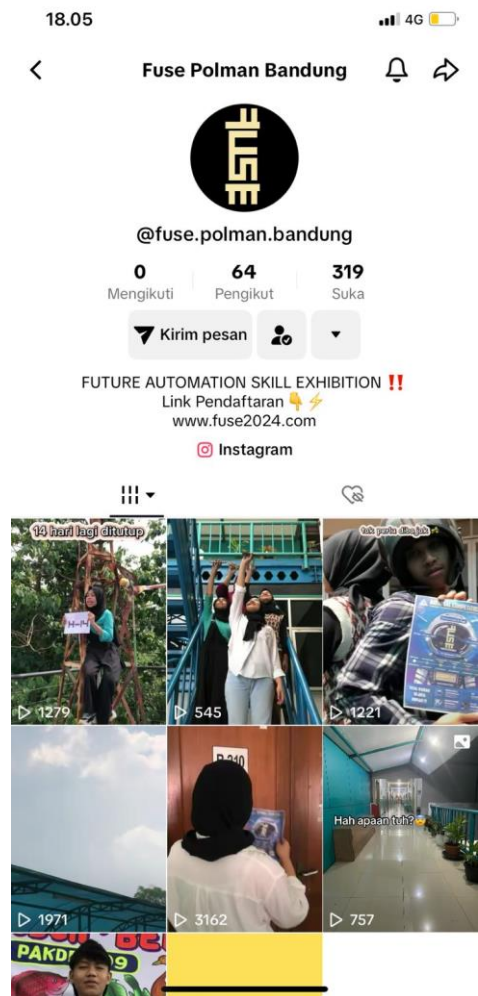 18.05
4G
Fuse Polman Bandung
FUSE
@fuse.polman.bandung
0 64 319
Mengikuti Pengikut Suka
Kirim pesan
FUTURE AUTOMATION SKILL EXHIBITION ‼️
Link Pendaftaran 👇⚡
www.fuse2024.com
Instagram
14 hari lagi ditutup
H-14
1279
545
1221
1971
3162
Hah apaan tuh?
757